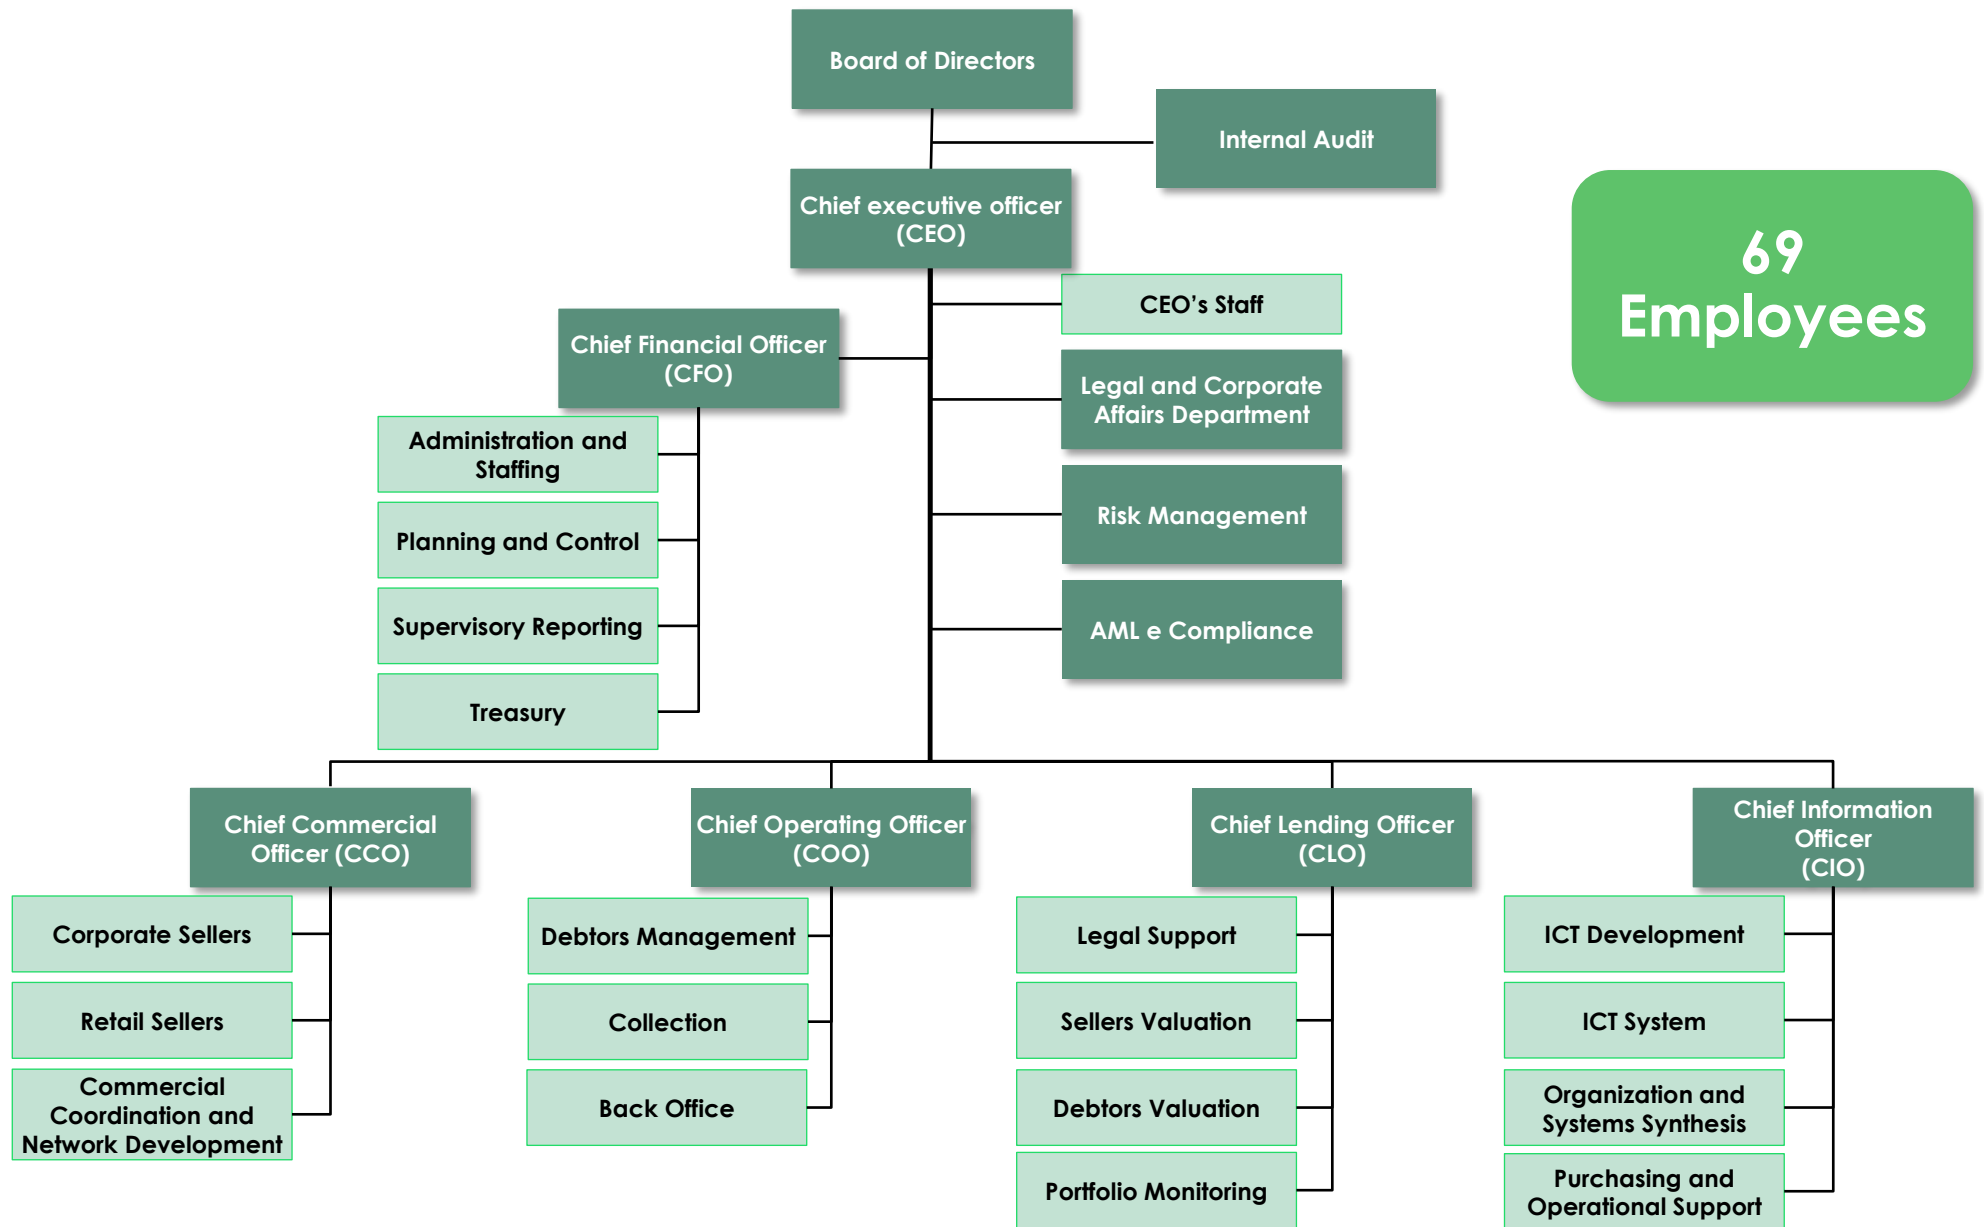 Board of Directors
Internal Audit
Chief executive officer
(CEO)
69
Employees
CEO’s Staff
Chief Financial Officer
(CFO)
Legal and Corporate
Affairs Department
Administration and
Staffing
Planning and Control
Risk Management
Supervisory Reporting
AML e Compliance
Treasury
Chief Commercial
Officer (CCO)
Chief Operating Officer
(COO)
Chief Lending Officer
(CLO)
Chief Information
Officer
(CIO)
Corporate Sellers
Retail Sellers
Commercial
Coordination and
Network Development
Debtors Management
Collection
Back Office
Legal Support
Sellers Valuation
Debtors Valuation
Portfolio Monitoring
ICT Development
ICT System
Organization and
Systems Synthesis
Purchasing and
Operational Support